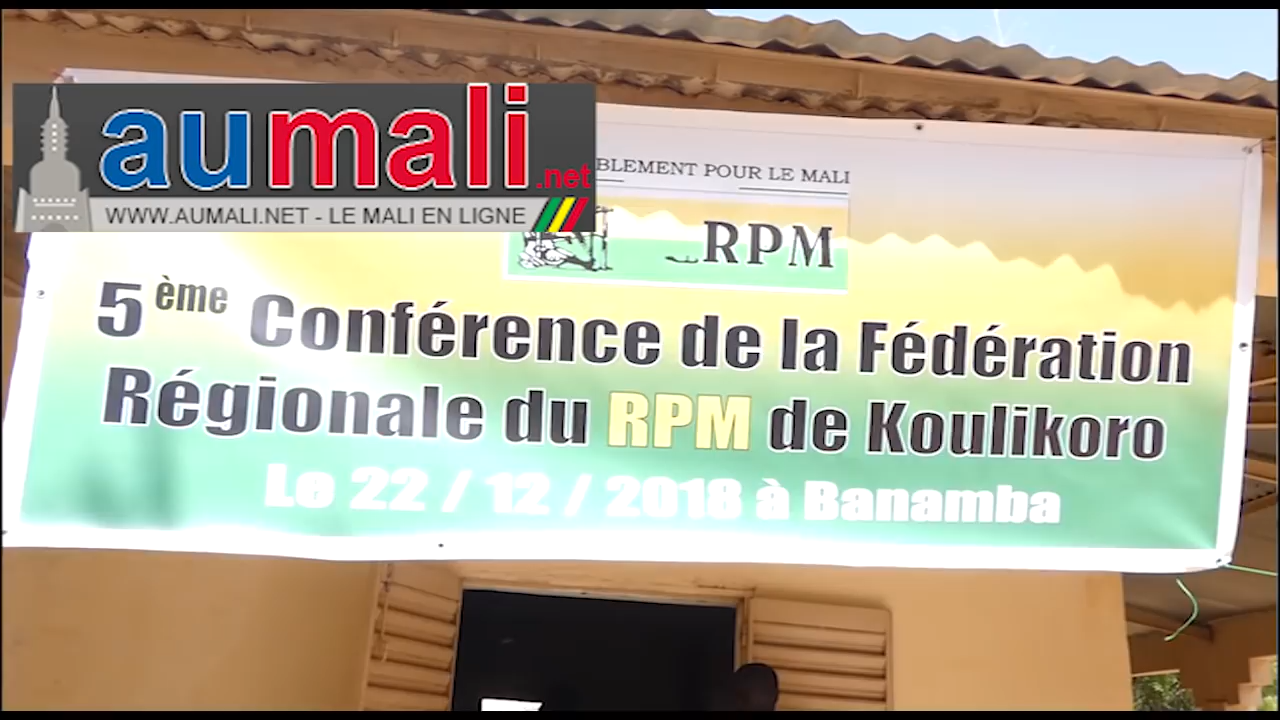 aumali.net
WWW.AUMALI.NET - LE MALI EN LIGNE
BLEMENT POUR LE MALI
RPM
5ème Conférence de la Fédération
Régionale du RPM de Koulikoro
Le 22 / 12 / 2018 à Banamba